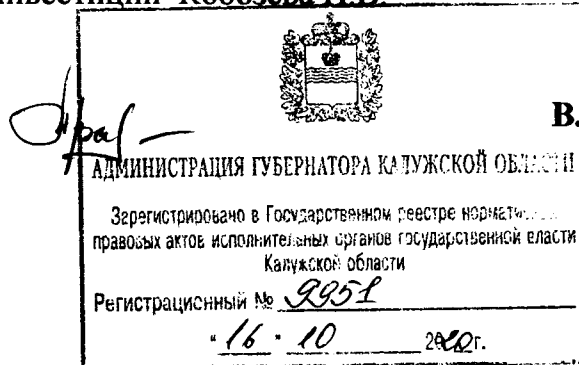 В.
АДМИНИСТРАЦИЯ ГУБЕРНАТОРА КАЛУЖСКОЙ ОБЛАСТИ
Зарегистрировано в Государственном реестре
правовых актов исполнительных органов государственной власти
Калужской области
Регистрационный № 9951
"16" 10 2020г.